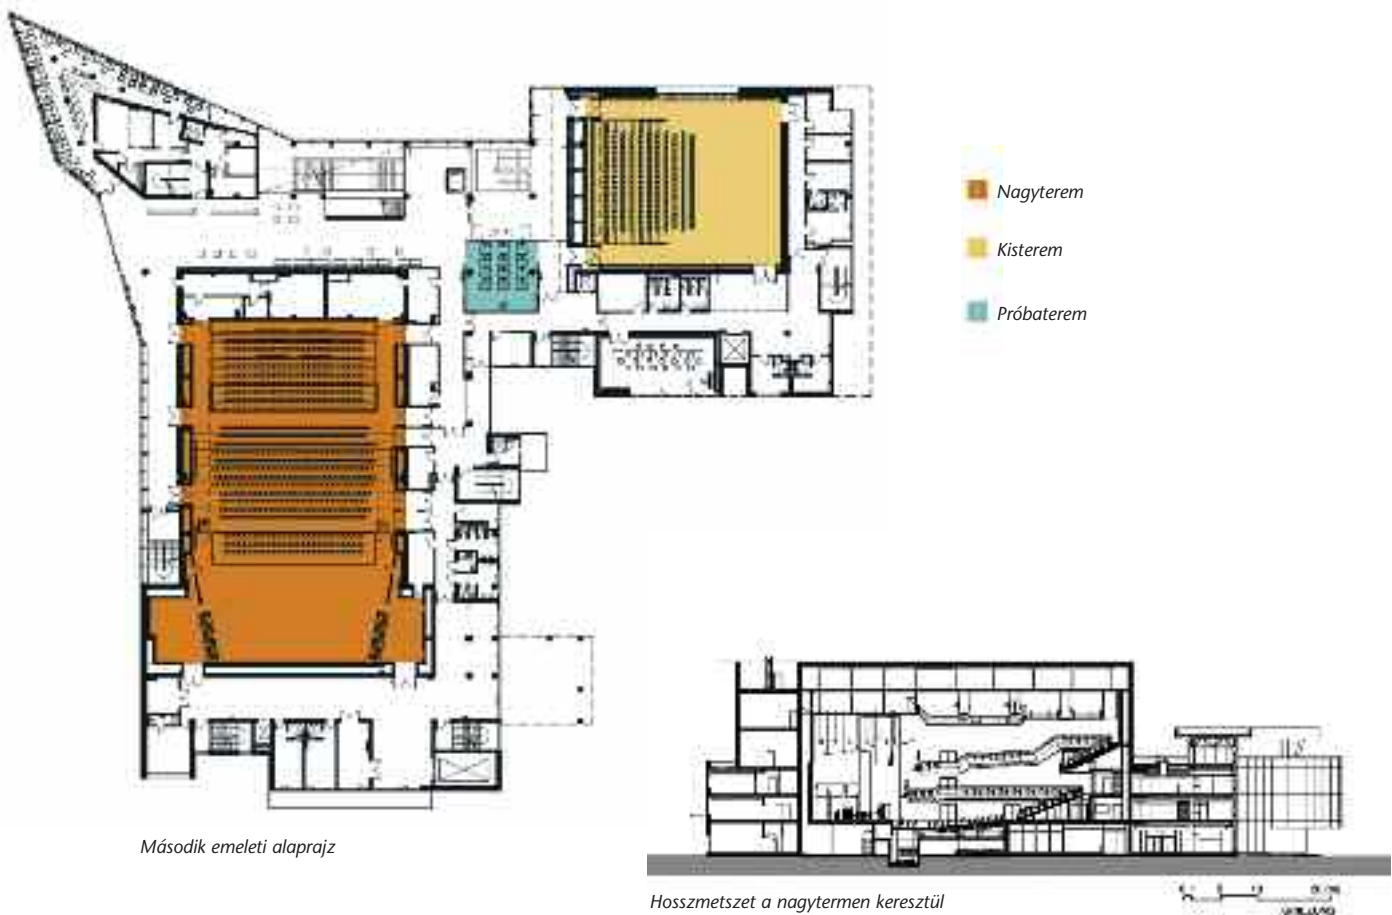 Nagyterem
Kisterem
Próbaterem
Második emeleti alaprajz
Hosszmetszet a nagytermen keresztül